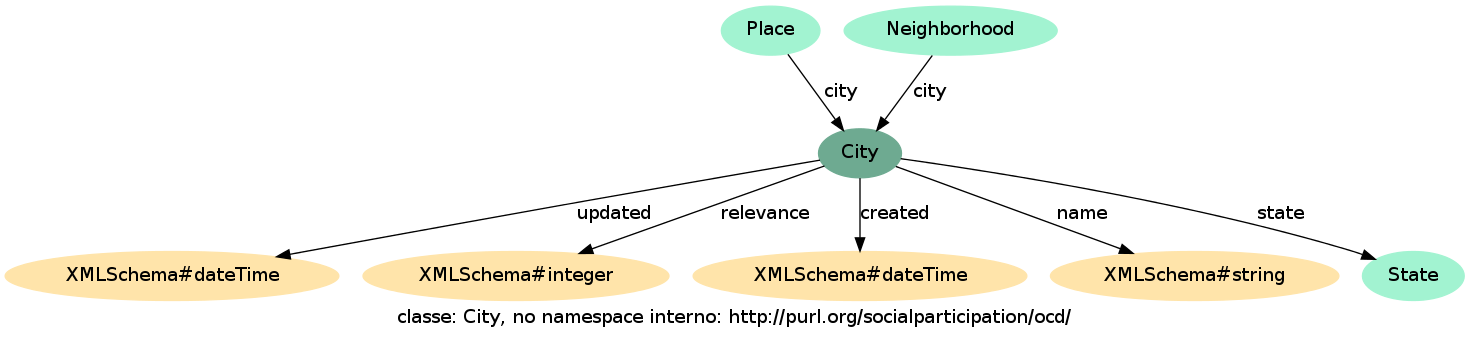 Place
Neighborhood
city
city
City
updated
relevance
created
name
state
XMLSchema#dateTime
XMLSchema#integer
XMLSchema#dateTime
XMLSchema#string
State
classe: City, no namespace interno: http://purl.org/socialparticipation/ocd/